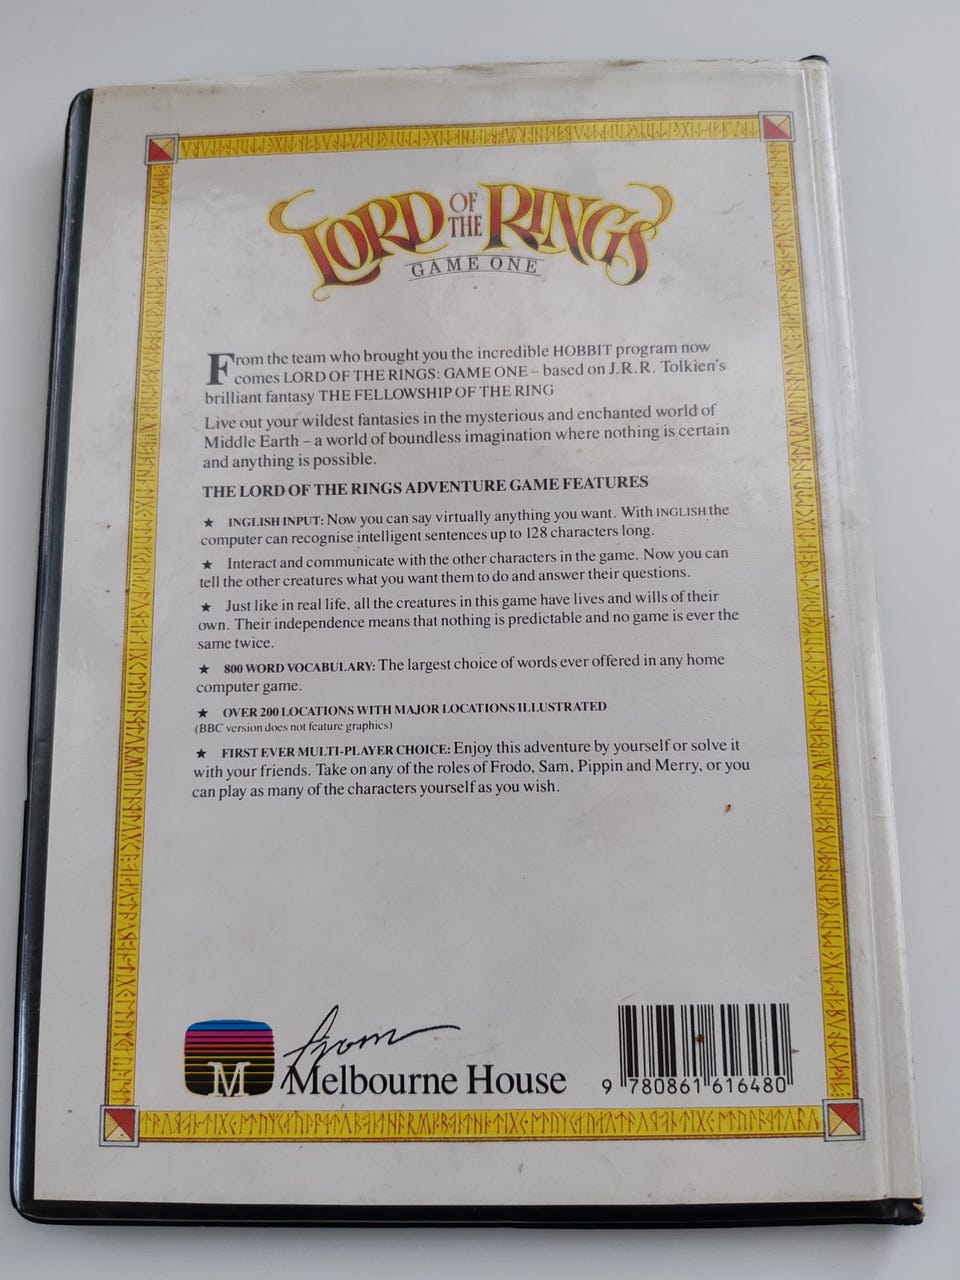 LORD OF THE RINGS
GAME ONE
From the team who brought you the incredible HOBBIT program now
comes LORD OF THE RINGS: GAME ONE – based on J.R.R. Tolkien's
brilliant fantasy THE FELLOWSHIP OF THE RING
Live out your wildest fantasies in the mysterious and enchanted world of
Middle Earth – a world of boundless imagination where nothing is certain
and anything is possible.
THE LORD OF THE RINGS ADVENTURE GAME FEATURES
★ INGLISH INPUT: Now you can say virtually anything you want. With INGLISH the
computer can recognise intelligent sentences up to 128 characters long.
★ Interact and communicate with the other characters in the game. Now you can
tell the other creatures what you want them to do and answer their questions.
★ Just like in real life, all the creatures in this game have lives and wills of their
own. Their independence means that nothing is predictable and no game is ever the
same twice.
★ 800 WORD VOCABULARY: The largest choice of words ever offered in any home
computer game.
★ OVER 200 LOCATIONS WITH MAJOR LOCATIONS ILLUSTRATED
(BBC version does not feature graphics)
★ FIRST EVER MULTI-PLAYER CHOICE: Enjoy this adventure by yourself or solve it
with your friends. Take on any of the roles of Frodo, Sam, Pippin and Merry, or you
can play as many of the characters yourself as you wish.
M
from
Melbourne House
9 780861 616480